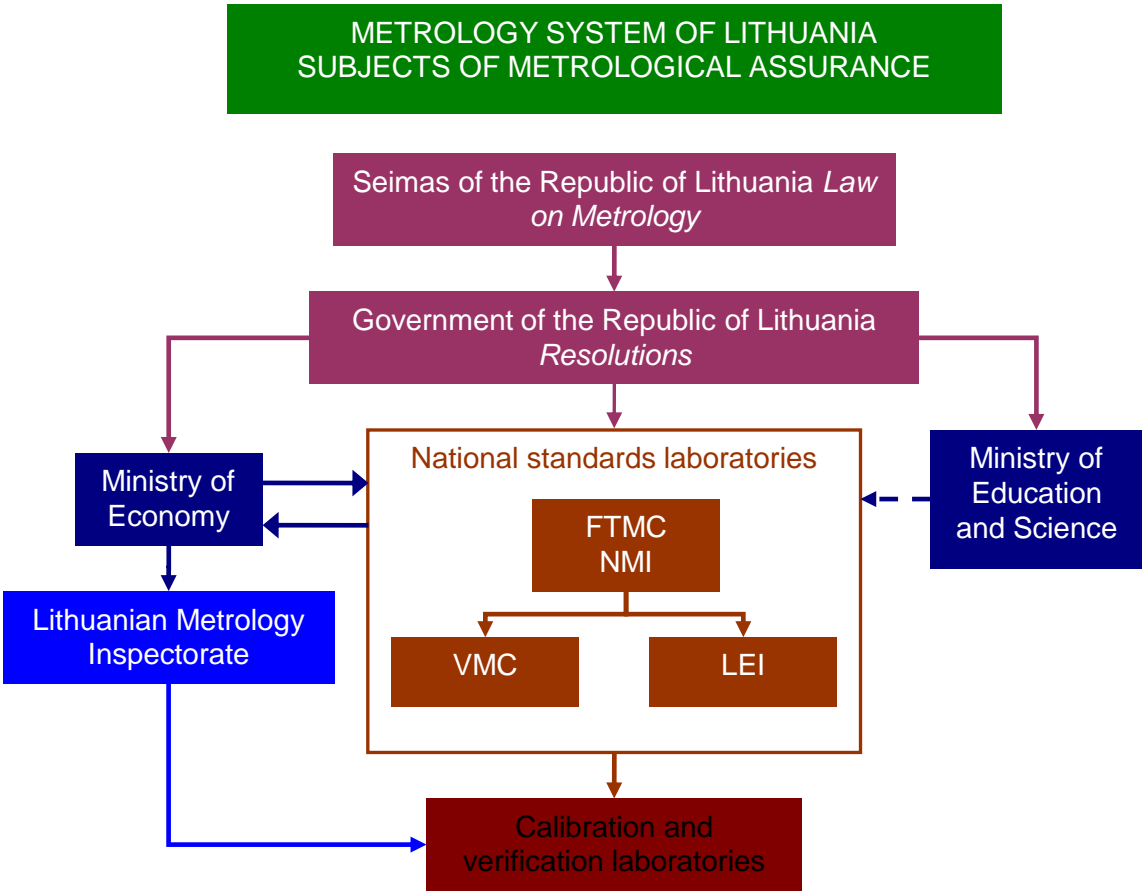 METROLOGY SYSTEM OF LITHUANIA
SUBJECTS OF METROLOGICAL ASSURANCE
Seimas of the Republic of Lithuania Law
on Metrology
Government of the Republic of Lithuania
Resolutions
Ministry of
Economy
National standards laboratories
FTMC
NMI
VMC
LEI
Ministry of
Education
and Science
Lithuanian Metrology
Inspectorate
Calibration and
verification laboratories